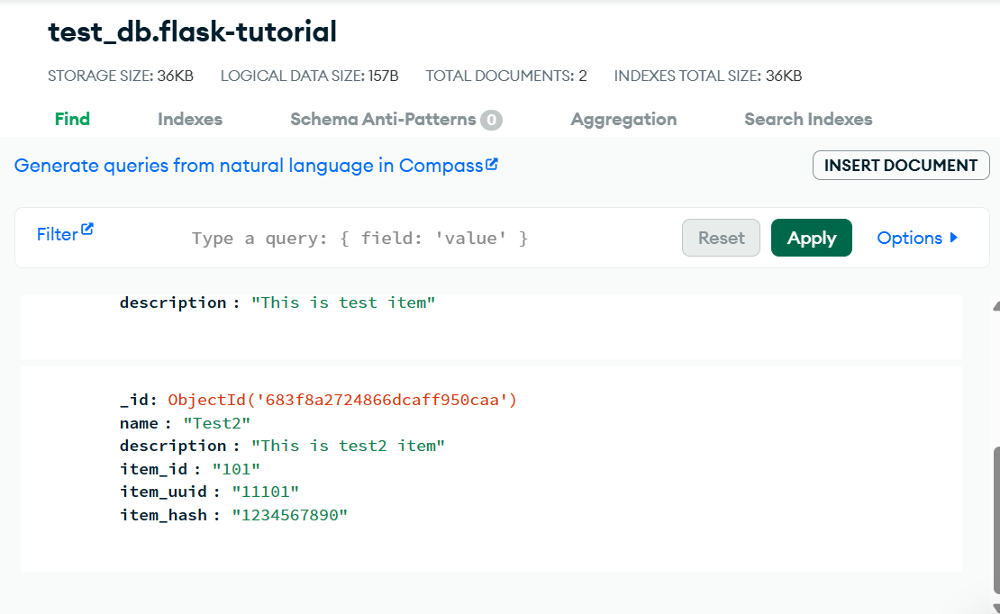 test_db.flask-tutorial
STORAGE SIZE: 36KB LOGICAL DATA SIZE: 157B TOTAL DOCUMENTS: 2 INDEXES TOTAL SIZE: 36KB
Find Indexes Schema Anti-Patterns 0 Aggregation Search Indexes
Generate queries from natural language in Compass
INSERT DOCUMENT
Filter Type a query: { field: 'value' } Reset Apply Options
description : "This is test item"
_id: ObjectId('683f8a2724866dcaff950caa')
name : "Test2"
description : "This is test2 item"
item_id : "101"
item_uuid : "11101"
item_hash : "1234567890"